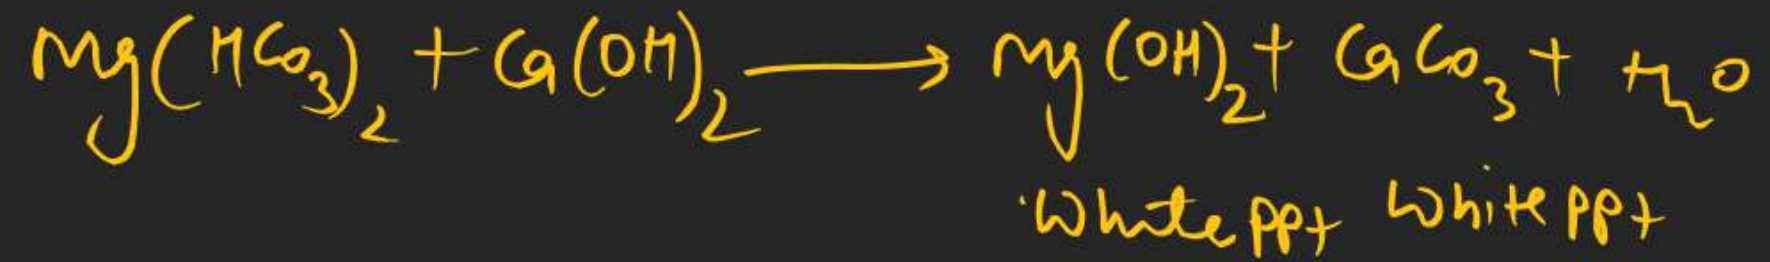 Mg(HCO₃)₂ + Ca(OH)₂ ⟶ Mg(OH)₂ + CaCO₃ + H₂O
White ppt White ppt